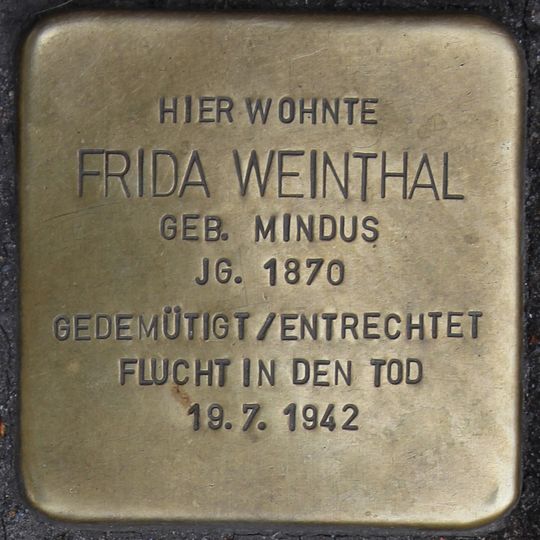 HIER WOHNTE
FRIDA WEINTHAL
GEB. MINDUS
JG. 1870
GEDEMÜTIGT/ENTRECHTET
FLUCHT IN DEN TOD
19.7. 1942